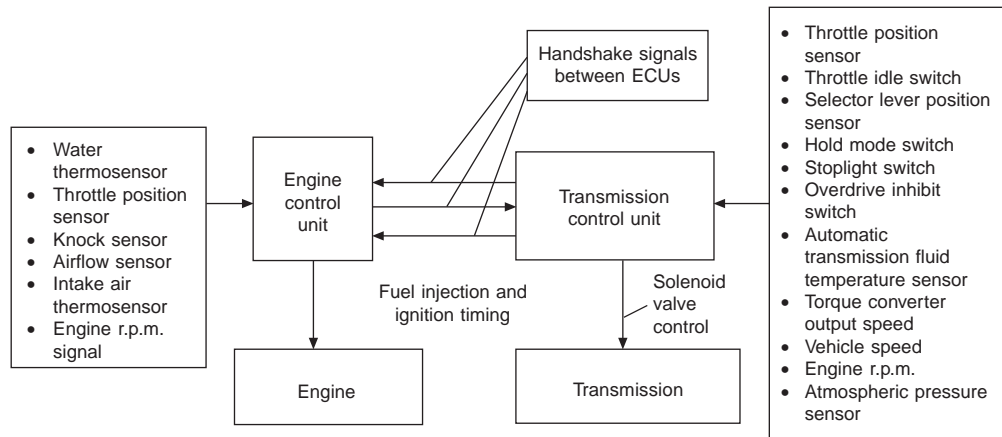 Handshake signals
between ECUs
• Water
thermosensor
• Throttle position
sensor
• Knock sensor
• Airflow sensor
• Intake air
thermosensor
• Engine r.p.m.
signal
Engine
control
unit
Transmission
control unit
• Throttle position
sensor
• Throttle idle switch
• Selector lever position
sensor
• Hold mode switch
• Stoplight switch
• Overdrive inhibit
switch
• Automatic
transmission fluid
temperature sensor
• Torque converter
output speed
• Vehicle speed
• Engine r.p.m.
• Atmospheric pressure
sensor
Fuel injection and
ignition timing
Solenoid
valve
control
Engine
Transmission